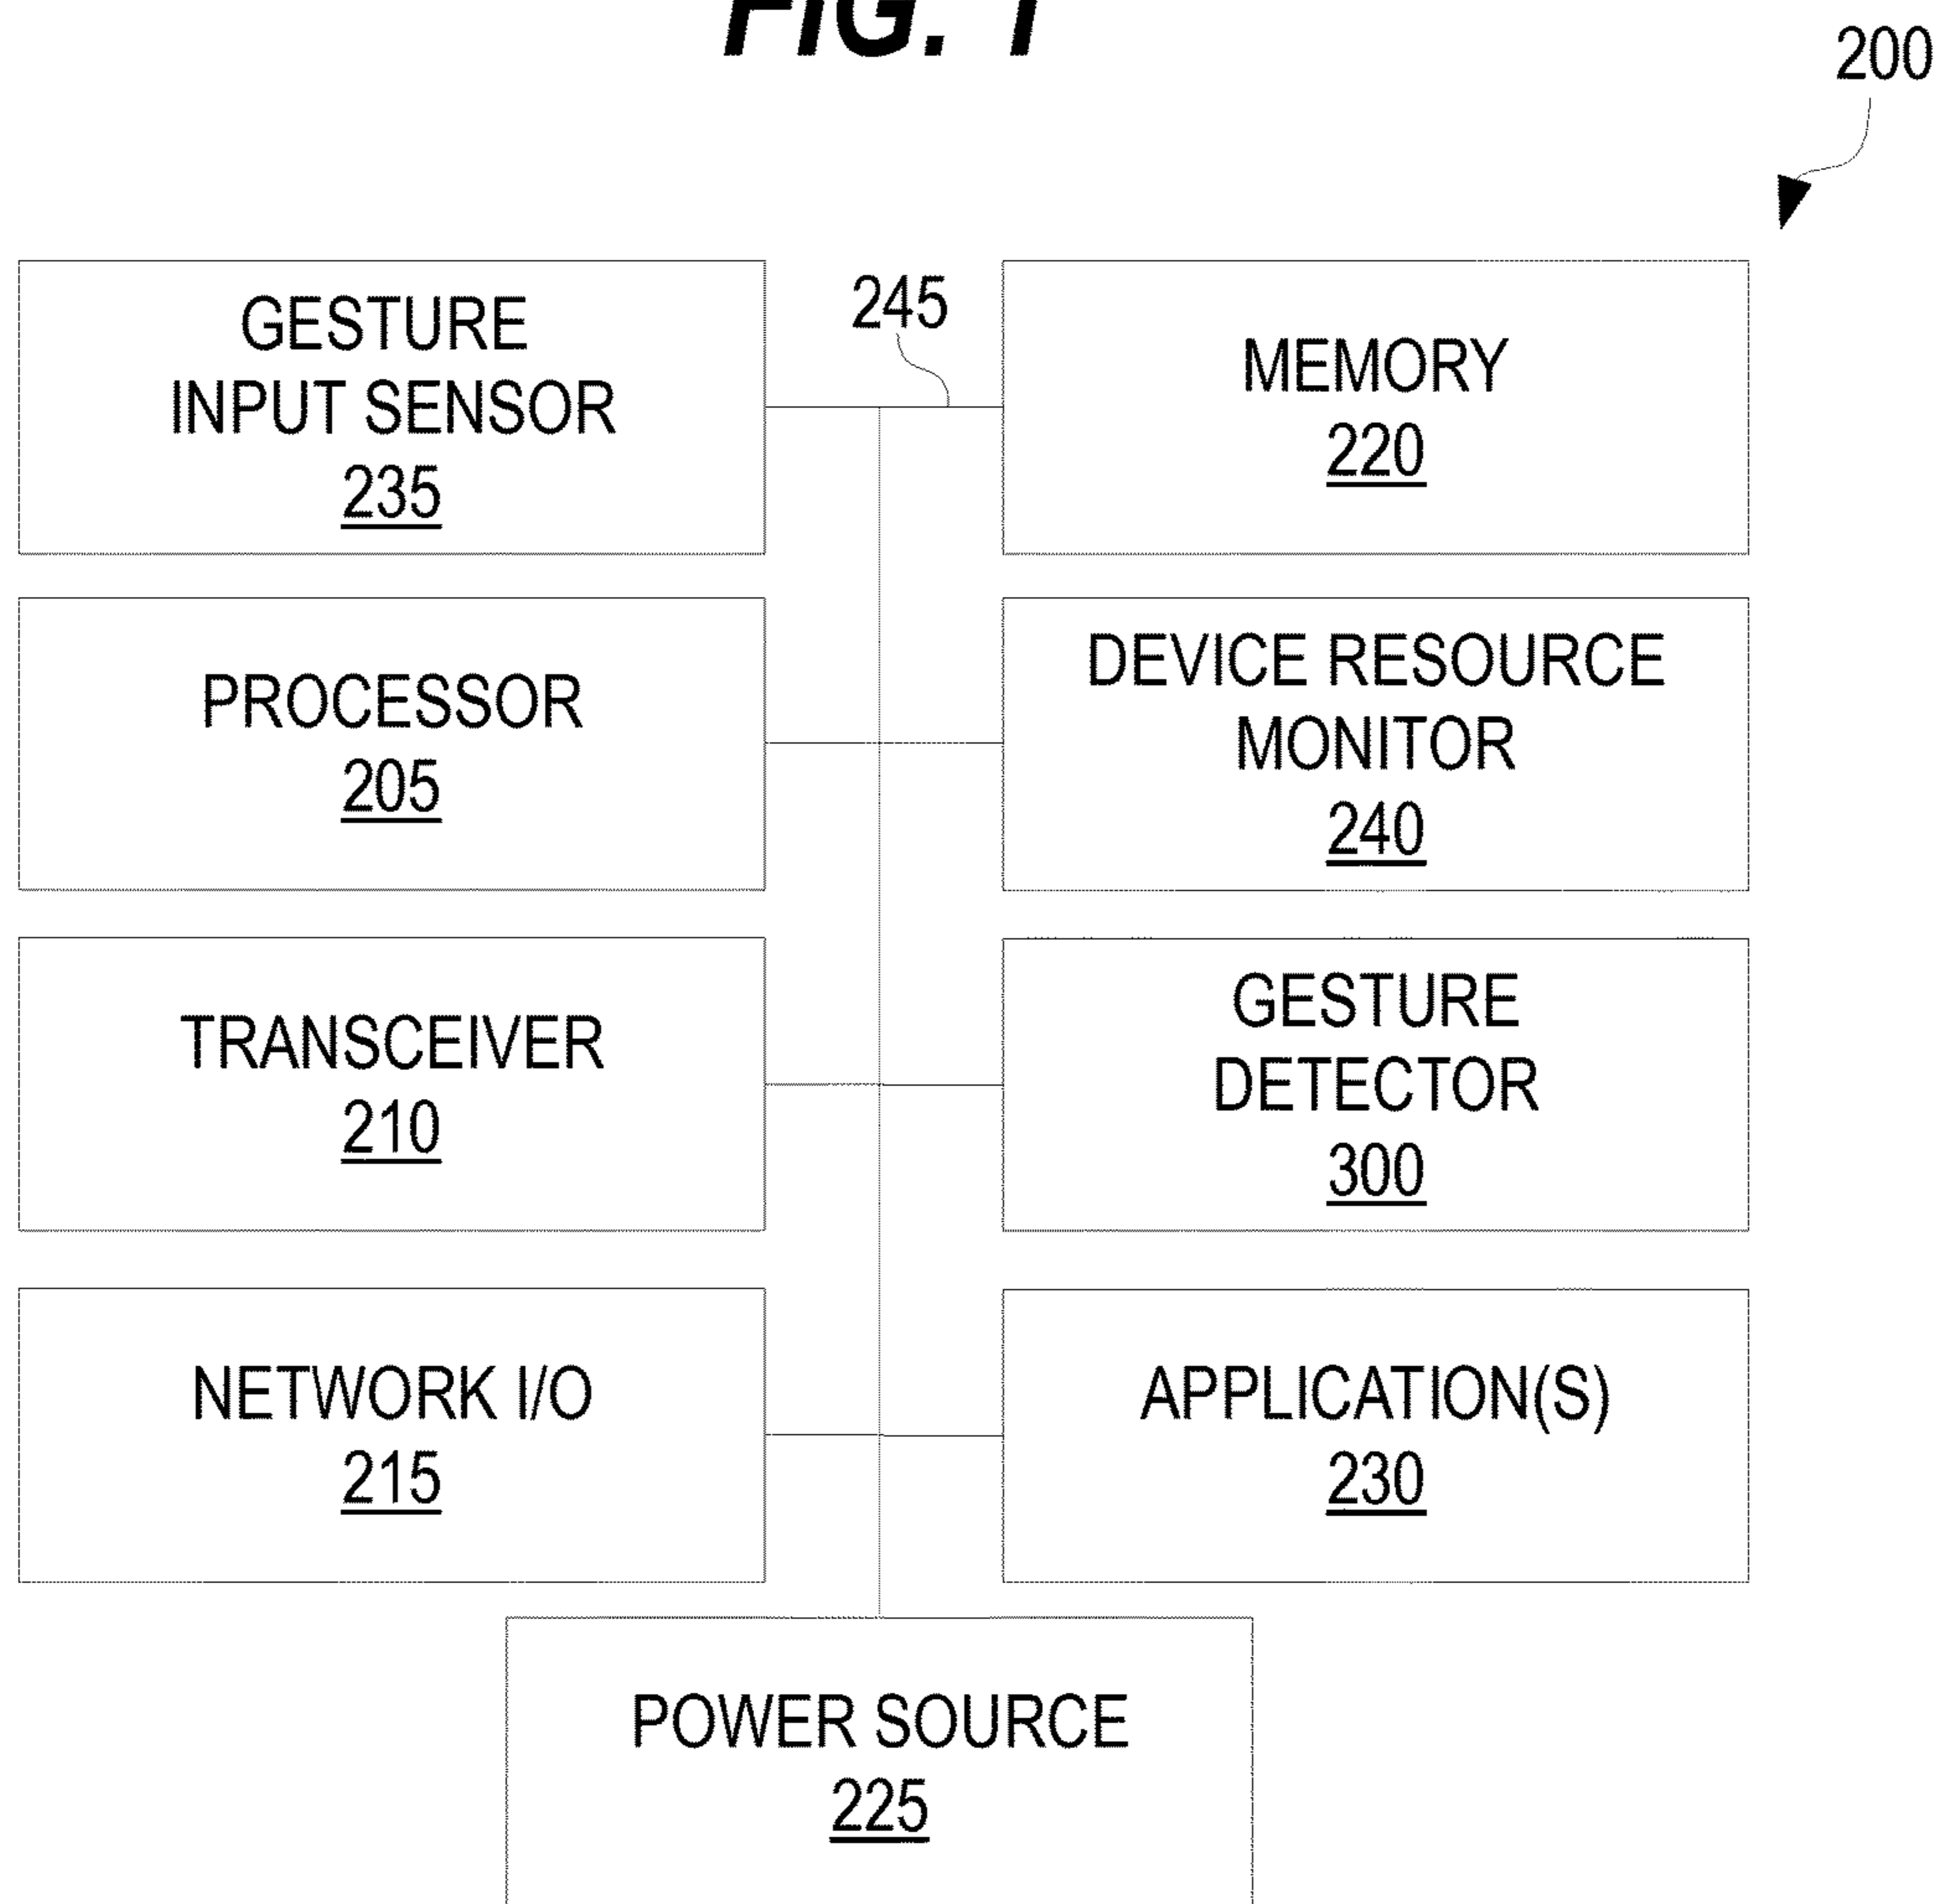 FIG. 1
200
GESTURE
INPUT SENSOR
235
245
MEMORY
220
PROCESSOR
205
DEVICE RESOURCE
MONITOR
240
TRANSCEIVER
210
GESTURE
DETECTOR
300
NETWORK I/O
215
APPLICATION(S)
230
POWER SOURCE
225